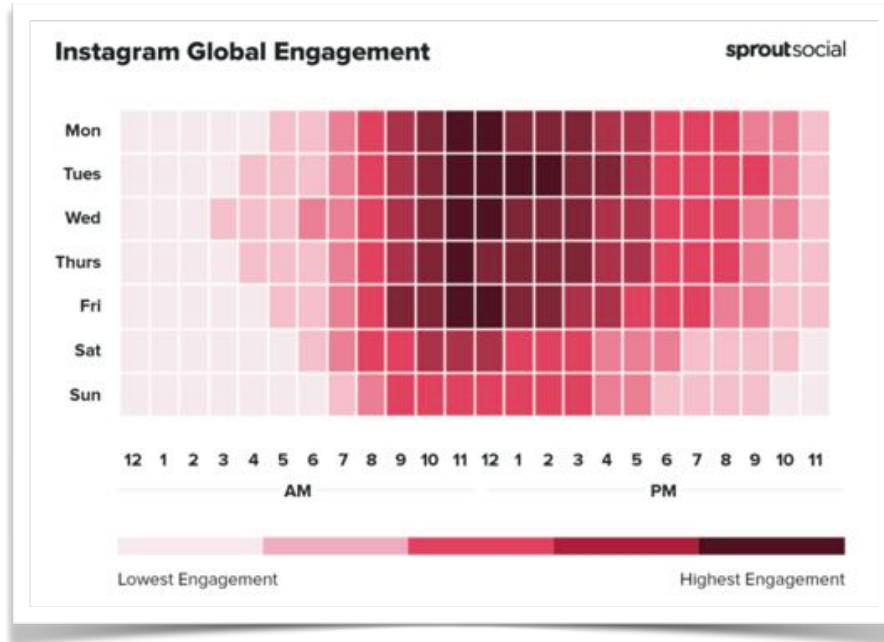 Instagram Global Engagement
sproutsocial
Mon
Tues
Wed
Thurs
Fri
Sat
Sun
12 1 2 3 4 5 6 7 8 9 10 11 12 1 2 3 4 5 6 7 8 9 10 11
AM PM
Lowest Engagement Highest Engagement